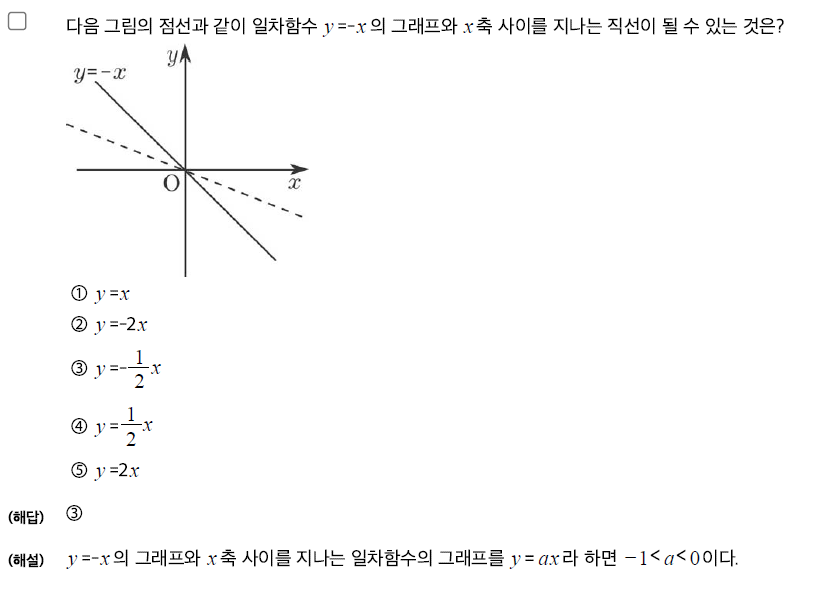 다음 그림의 점선과 같이 일차함수 y=-x의 그래프와 x축 사이를 지나는 직선이 될 수 있는 것은?
y
y=-x
O
x
① y=x
② y=-2x
③ y=-1/2x
④ y=1/2x
⑤ y=2x
(해답) ③
(해설) y=-x의 그래프와 x축 사이를 지나는 일차함수의 그래프를 y=ax라 하면 -1<a<0이다.